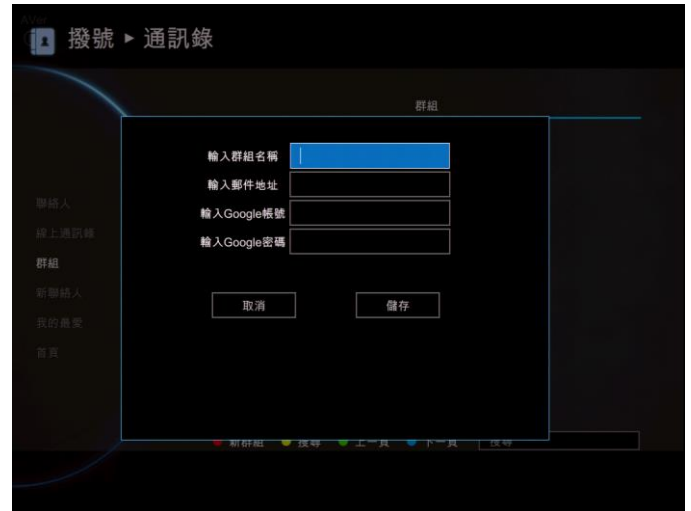 AVer
撥號 ▸ 通訊錄
群組
輸入群組名稱
輸入郵件地址
輸入Google帳號
輸入Google密碼
取消
儲存
聯絡人
線上通訊錄
群組
新聯絡人
我的最愛
首頁
新群組 搜尋 上一頁 下一頁 搜尋